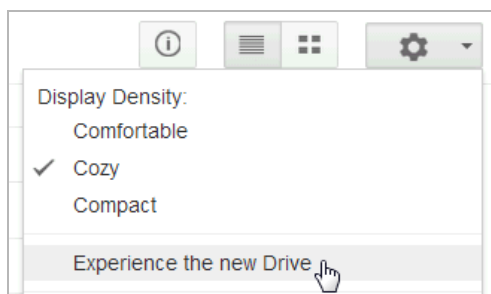 Display Density:
Comfortable
Cozy
Compact
Experience the new Drive